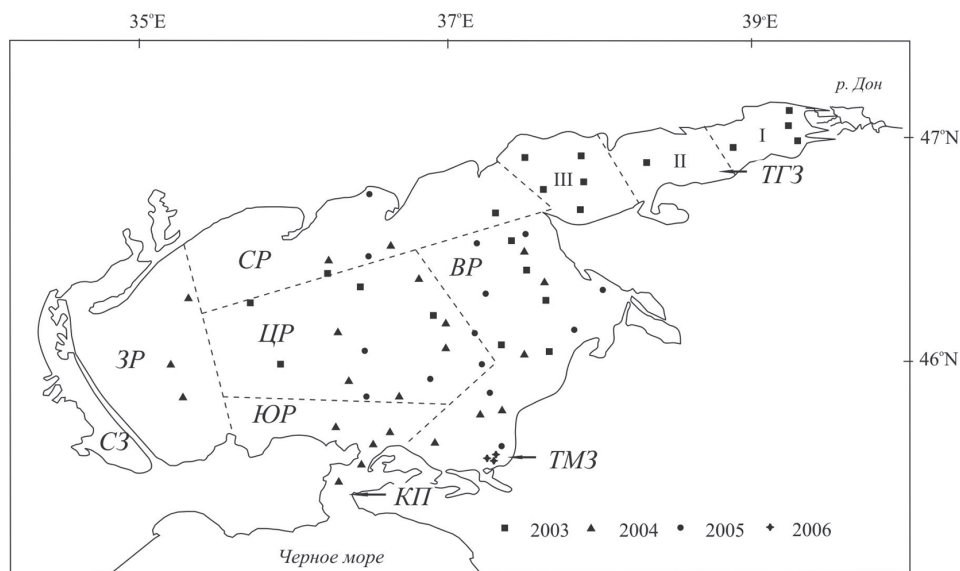 35°E 37°E 39°E
р. Дон
47°N
I
II
III
ТГЗ
СР
ВР
ЦР
ЗР
46°N
ЮР
СЗ
ТМЗ
КП
2003 2004 2005 2006
Черное море